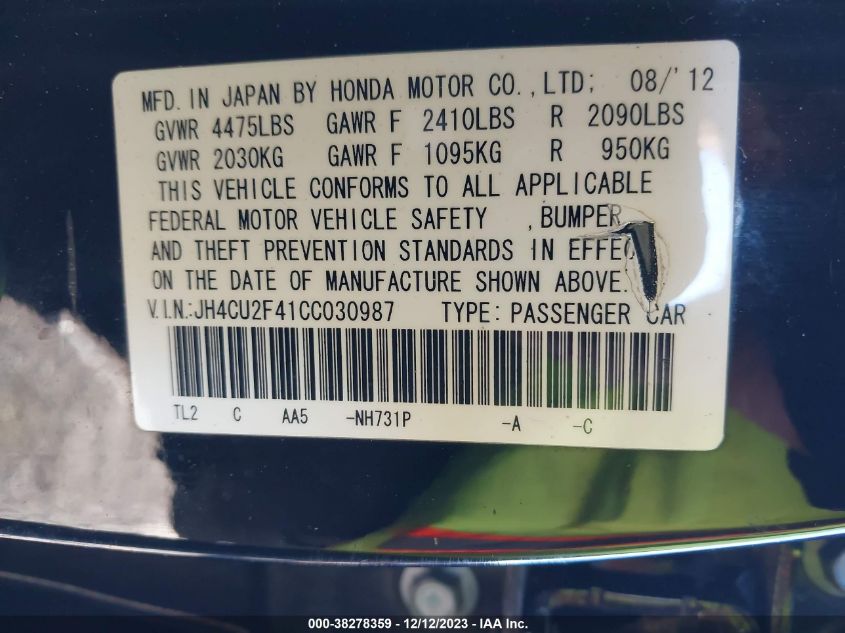 MFD. IN JAPAN BY HONDA MOTOR CO., LTD; 08/'12
GVWR 4475LBS GAWR F 2410LBS R 2090LBS
GVWR 2030KG GAWR F 1095KG R 950KG
THIS VEHICLE CONFORMS TO ALL APPLICABLE
FEDERAL MOTOR VEHICLE SAFETY , BUMPER
AND THEFT PREVENTION STANDARDS IN
ON THE DATE OF MANUFACTURE SHOWN ABOVE.
V.I.N.:JH4CU2F41CC030987 TYPE: PASSENGER CAR
TL2 C AA5 -NH731P -A -C
000-38278359 - 12/12/2023 - IAA Inc.